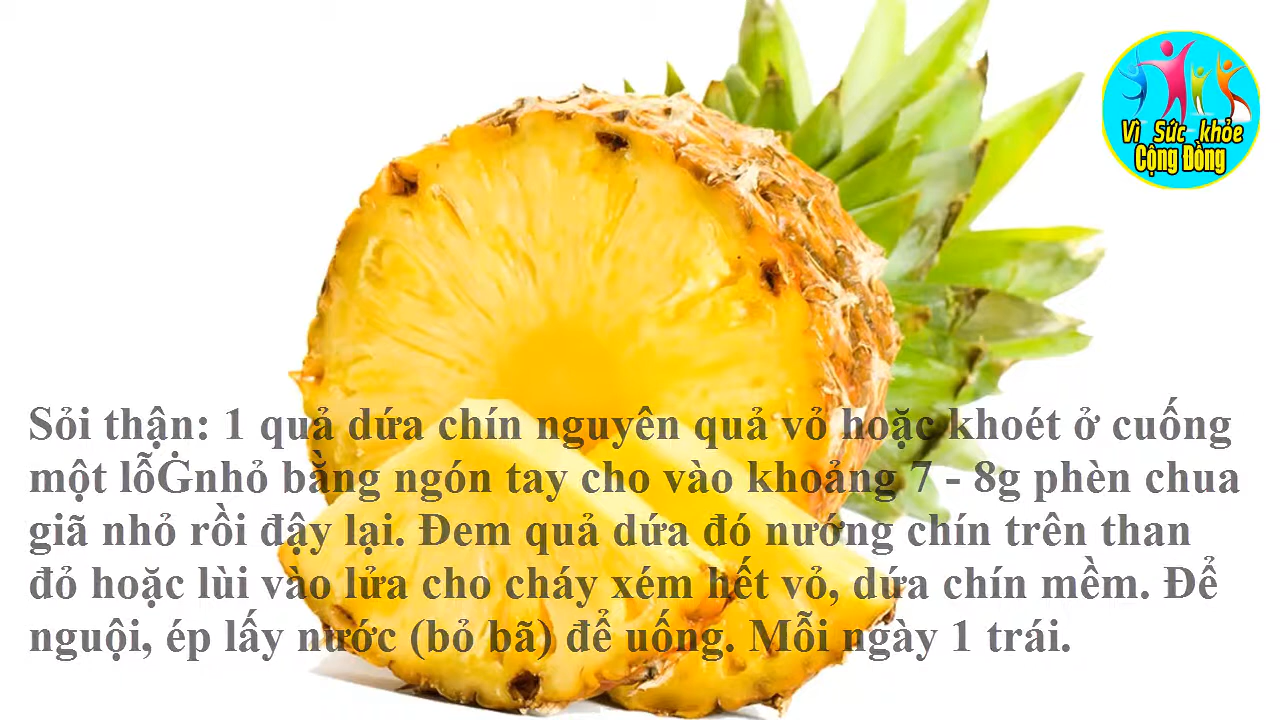 Vì Sức khỏe
Cộng Đồng
Sỏi thận: 1 quả dứa chín nguyên quả vỏ hoặc khoét ở cuống
một lỗĠnhỏ bằng ngón tay cho vào khoảng 7 - 8g phèn chua
giã nhỏ rồi đậy lại. Đem quả dứa đó nướng chín trên than
đỏ hoặc lùi vào lửa cho cháy xém hết vỏ, dứa chín mềm. Để
nguội, ép lấy nước (bỏ bã) để uống. Mỗi ngày 1 trái.